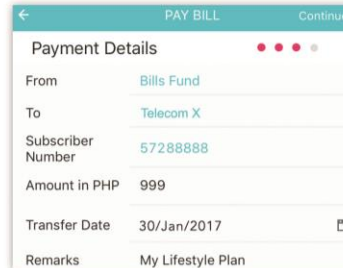 PAY BILL Continue
Payment Details
From Bills Fund
To Telecom X
Subscriber
Number 57288888
Amount in PHP 999
Transfer Date 30/Jan/2017
Remarks My Lifestyle Plan